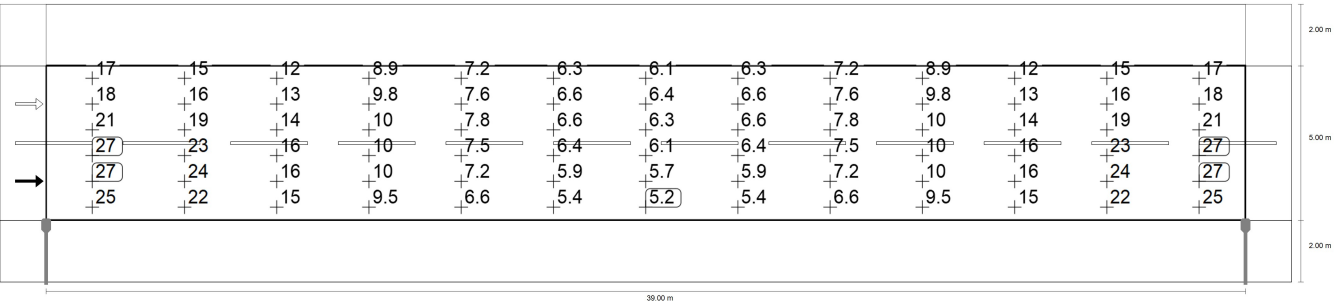 2.00 m
17 15 12 8.9 7.2 6.3 6.1 6.3 7.2 8.9 12 15 17
18 16 13 9.8 7.6 6.6 6.4 6.6 7.6 9.8 13 16 18
21 19 14 10 7.8 6.6 6.3 6.6 7.8 10 14 19 21
5.00 m
27 23 16 10 7.5 6.4 6.1 6.4 7.5 10 16 23 27
27 24 16 10 7.2 5.9 5.7 5.9 7.2 10 16 24 27
25 22 15 9.5 6.6 5.4 5.2 5.4 6.6 9.5 15 22 25
2.00 m
39.00 m